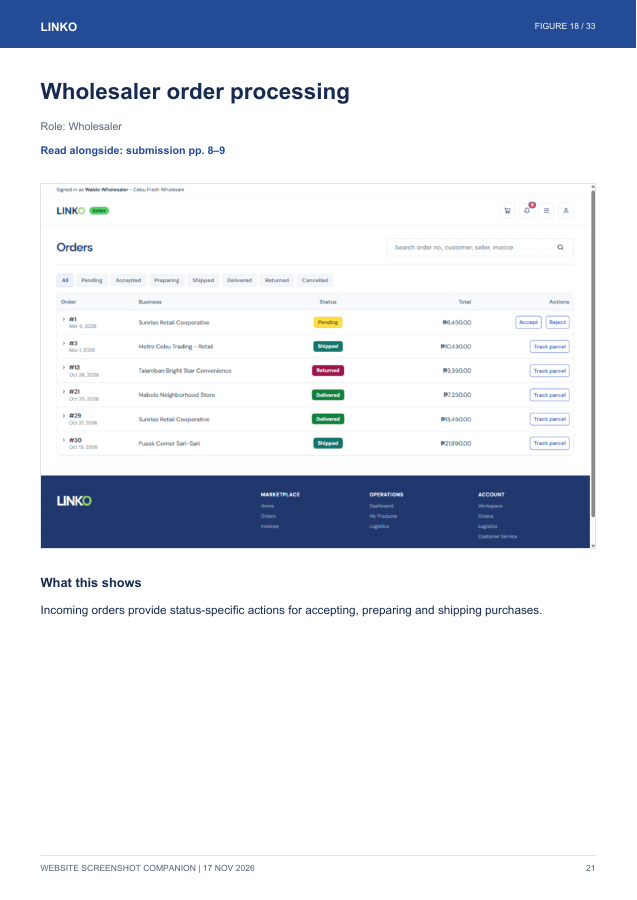 LINKO
FIGURE 18 / 33
Wholesaler order processing
Role: Wholesaler
Read alongside: submission pp. 8–9
Signed in as Waldo Wholesaler - Cebu Fresh Wholesale
LINKO Seller
Orders
Search order no., customer, seller, invoice
All Pending Accepted Preparing Shipped Delivered Returned Cancelled
Order Business Status Total Actions
#1 Sunrise Retail Cooperative Pending ₱8,450.00 Accept Reject
Nov 5, 2026
#3 Metro Cebu Trading - Retail Shipped ₱10,430.00 Track parcel
Nov 1, 2026
#13 Talamban Bright Star Convenience Returned ₱3,350.00 Track parcel
Oct 28, 2026
#21 Mabolo Neighborhood Store Delivered ₱7,250.00 Track parcel
Oct 25, 2026
#29 Sunrise Retail Cooperative Delivered ₱13,450.00 Track parcel
Oct 21, 2026
#30 Pusok Corner Sari-Sari Shipped ₱21,990.00 Track parcel
Oct 13, 2026
LINKO
MARKETPLACE OPERATIONS ACCOUNT
Home Dashboard Workspace
Orders My Products Orders
Invoices Logistics Logistics
Customer Service
What this shows
Incoming orders provide status-specific actions for accepting, preparing and shipping purchases.
WEBSITE SCREENSHOT COMPANION | 17 NOV 2026
21